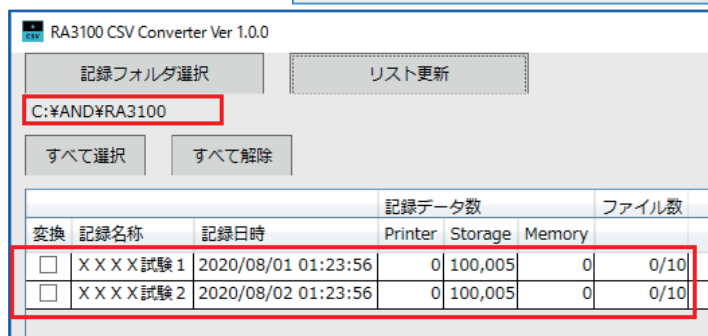 CSV RA3100 CSV Converter Ver 1.0.0
記録フォルダ選択 リスト更新
C:¥AND¥RA3100
すべて選択 すべて解除
記録データ数 ファイル数
変換 記録名称 記録日時 Printer Storage Memory
ＸＸＸＸ試験１ 2020/08/01 01:23:56 0 100,005 0 0/10
ＸＸＸＸ試験２ 2020/08/02 01:23:56 0 100,005 0 0/10